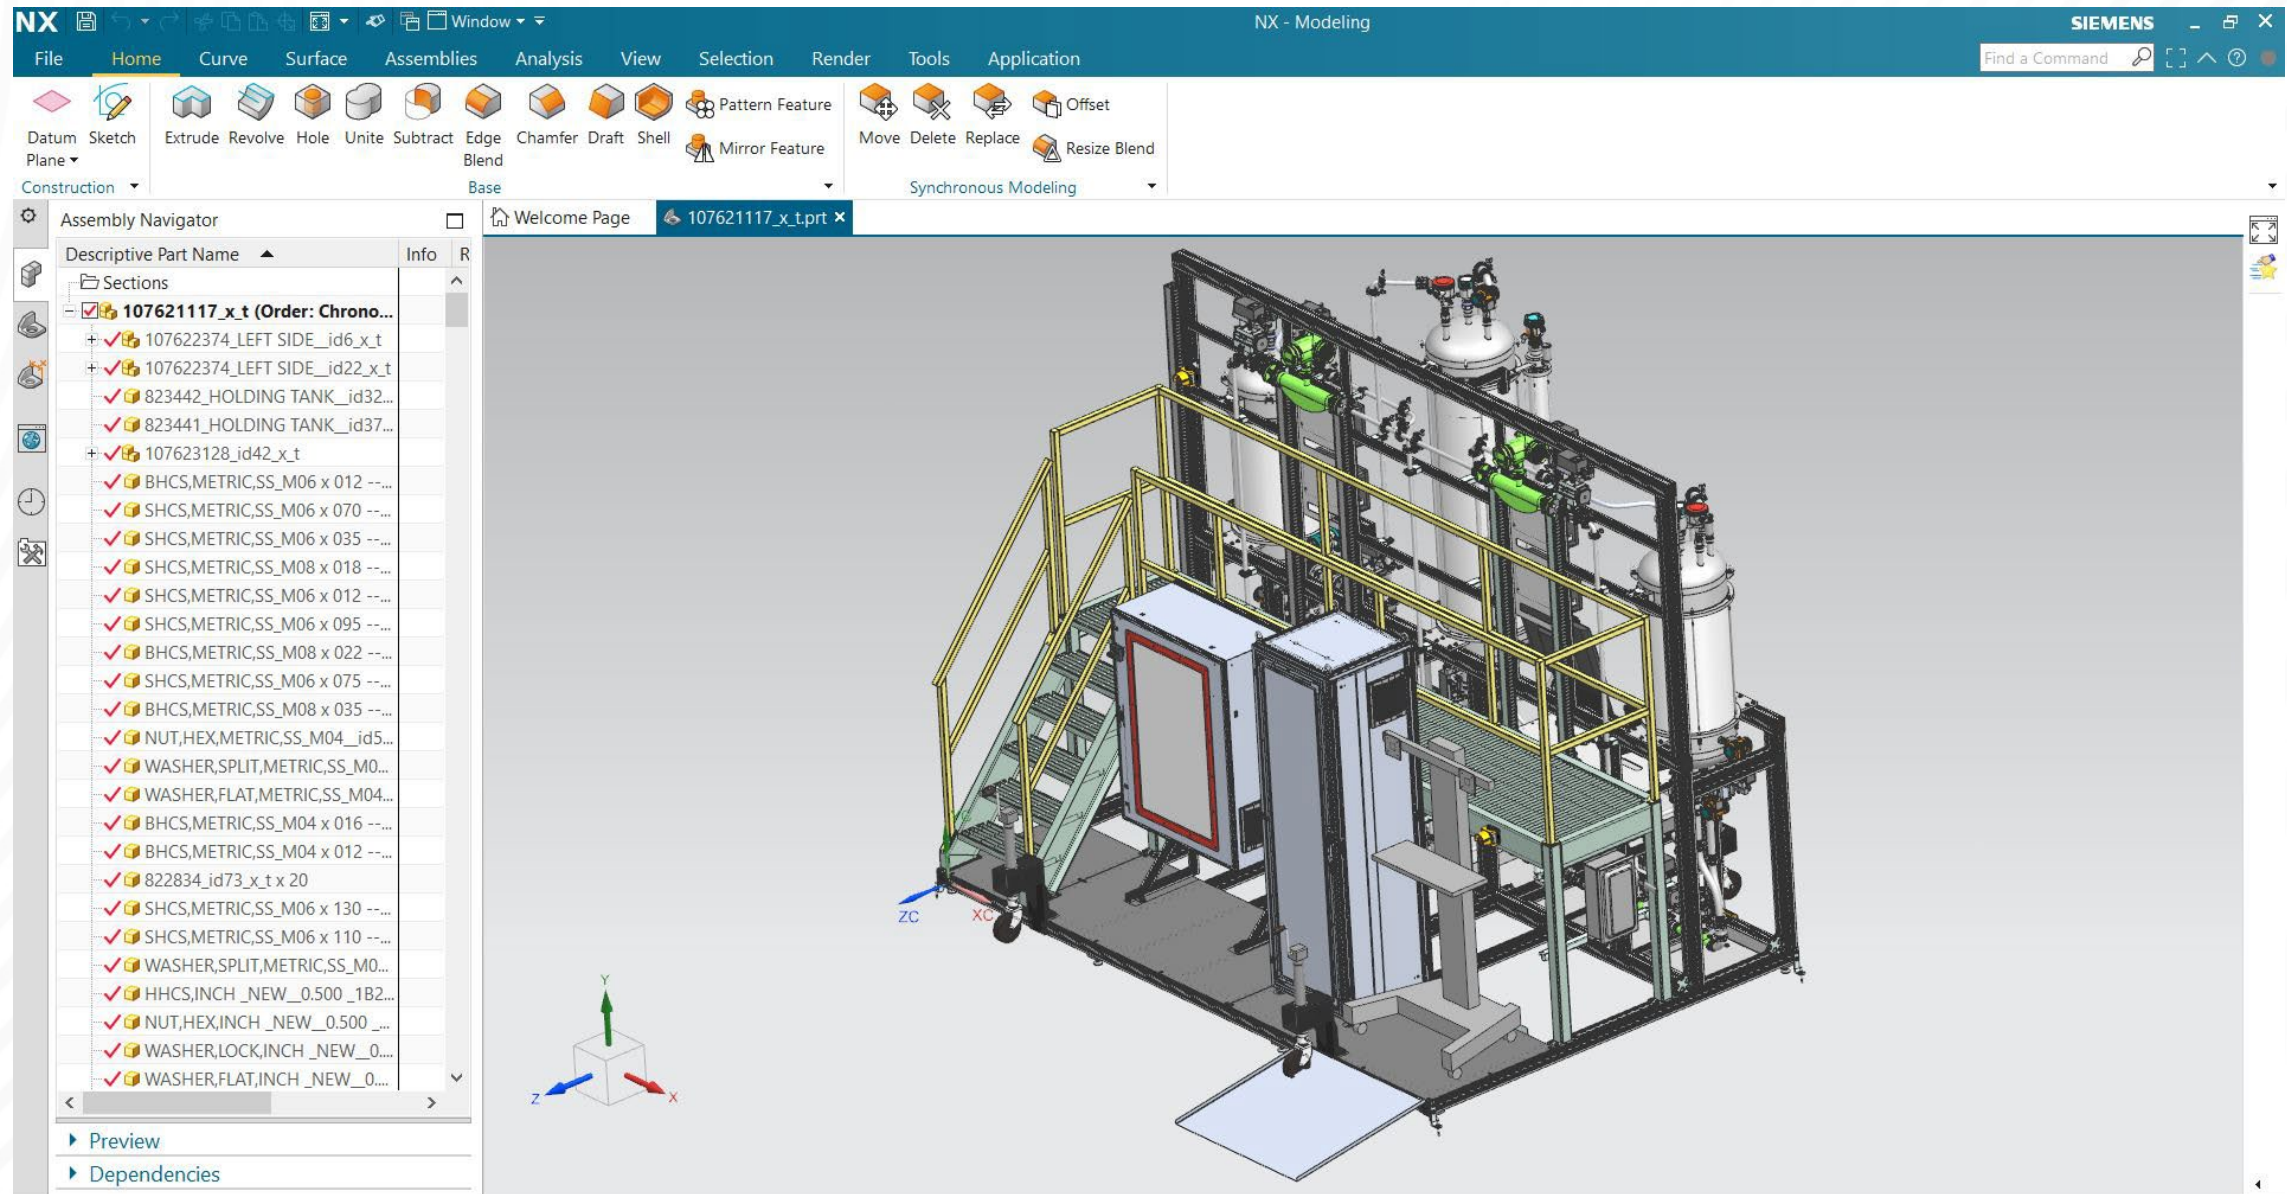 NX Window NX - Modeling SIEMENS
File Home Curve Surface Assemblies Analysis View Selection Render Tools Application Find a Command
Datum Plane Sketch Extrude Revolve Hole Unite Subtract Edge Blend Chamfer Draft Shell Pattern Feature Mirror Feature Move Delete Replace Offset Resize Blend
Construction Base Synchronous Modeling
Assembly Navigator
Welcome Page 107621117_x_t.prt
Descriptive Part Name Info R
Sections
107621117_x_t (Order: Chrono...
107622374_LEFT SIDE__id6_x_t
107622374_LEFT SIDE__id22_x_t
823442_HOLDING TANK__id32...
823441_HOLDING TANK__id37...
107623128_id42_x_t
BHCS,METRIC,SS_M06 x 012 --...
SHCS,METRIC,SS_M06 x 070 --...
SHCS,METRIC,SS_M06 x 035 --...
SHCS,METRIC,SS_M08 x 018 --...
SHCS,METRIC,SS_M06 x 012 --...
SHCS,METRIC,SS_M06 x 095 --...
BHCS,METRIC,SS_M08 x 022 --...
SHCS,METRIC,SS_M06 x 075 --...
BHCS,METRIC,SS_M08 x 035 --...
NUT,HEX,METRIC,SS_M04__id5...
WASHER,SPLIT,METRIC,SS_M0...
WASHER,FLAT,METRIC,SS_M04...
BHCS,METRIC,SS_M04 x 016 --...
BHCS,METRIC,SS_M04 x 012 --...
822834_id73_x_t x 20
SHCS,METRIC,SS_M06 x 130 --...
SHCS,METRIC,SS_M06 x 110 --...
WASHER,SPLIT,METRIC,SS_M0...
HHCS,INCH _NEW__0.500 _1B2...
NUT,HEX,INCH _NEW__0.500 _...
WASHER,LOCK,INCH _NEW__0....
WASHER,FLAT,INCH _NEW__0....
Preview
Dependencies
ZC XC
Y
Z X